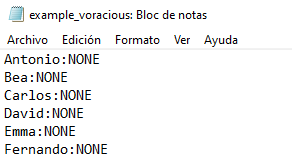 example_voracious: Bloc de notas
Archivo Edición Formato Ver Ayuda
Antonio:NONE
Bea:NONE
Carlos:NONE
David:NONE
Emma:NONE
Fernando:NONE